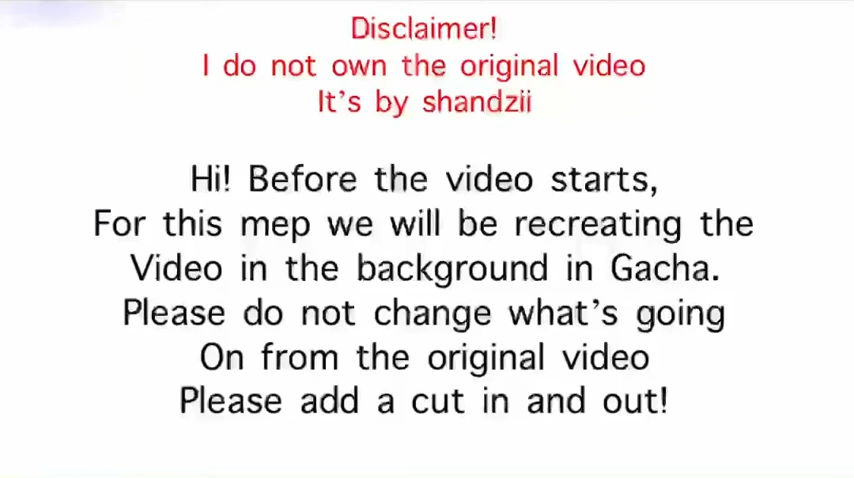 Disclaimer!
I do not own the original video
It's by shandzii
Hi! Before the video starts,
For this mep we will be recreating the
Video in the background in Gacha.
Please do not change what's going
On from the original video
Please add a cut in and out!